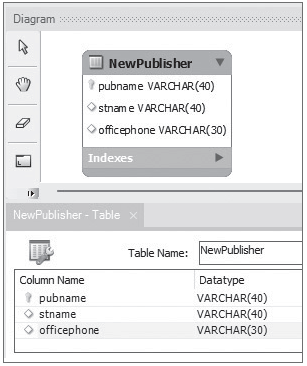 Diagram
NewPublisher
pubname VARCHAR(40)
stname VARCHAR(40)
officephone VARCHAR(30)
Indexes
NewPublisher - Table
Table Name: NewPublisher
Column Name Datatype
pubname VARCHAR(40)
stname VARCHAR(40)
officephone VARCHAR(30)